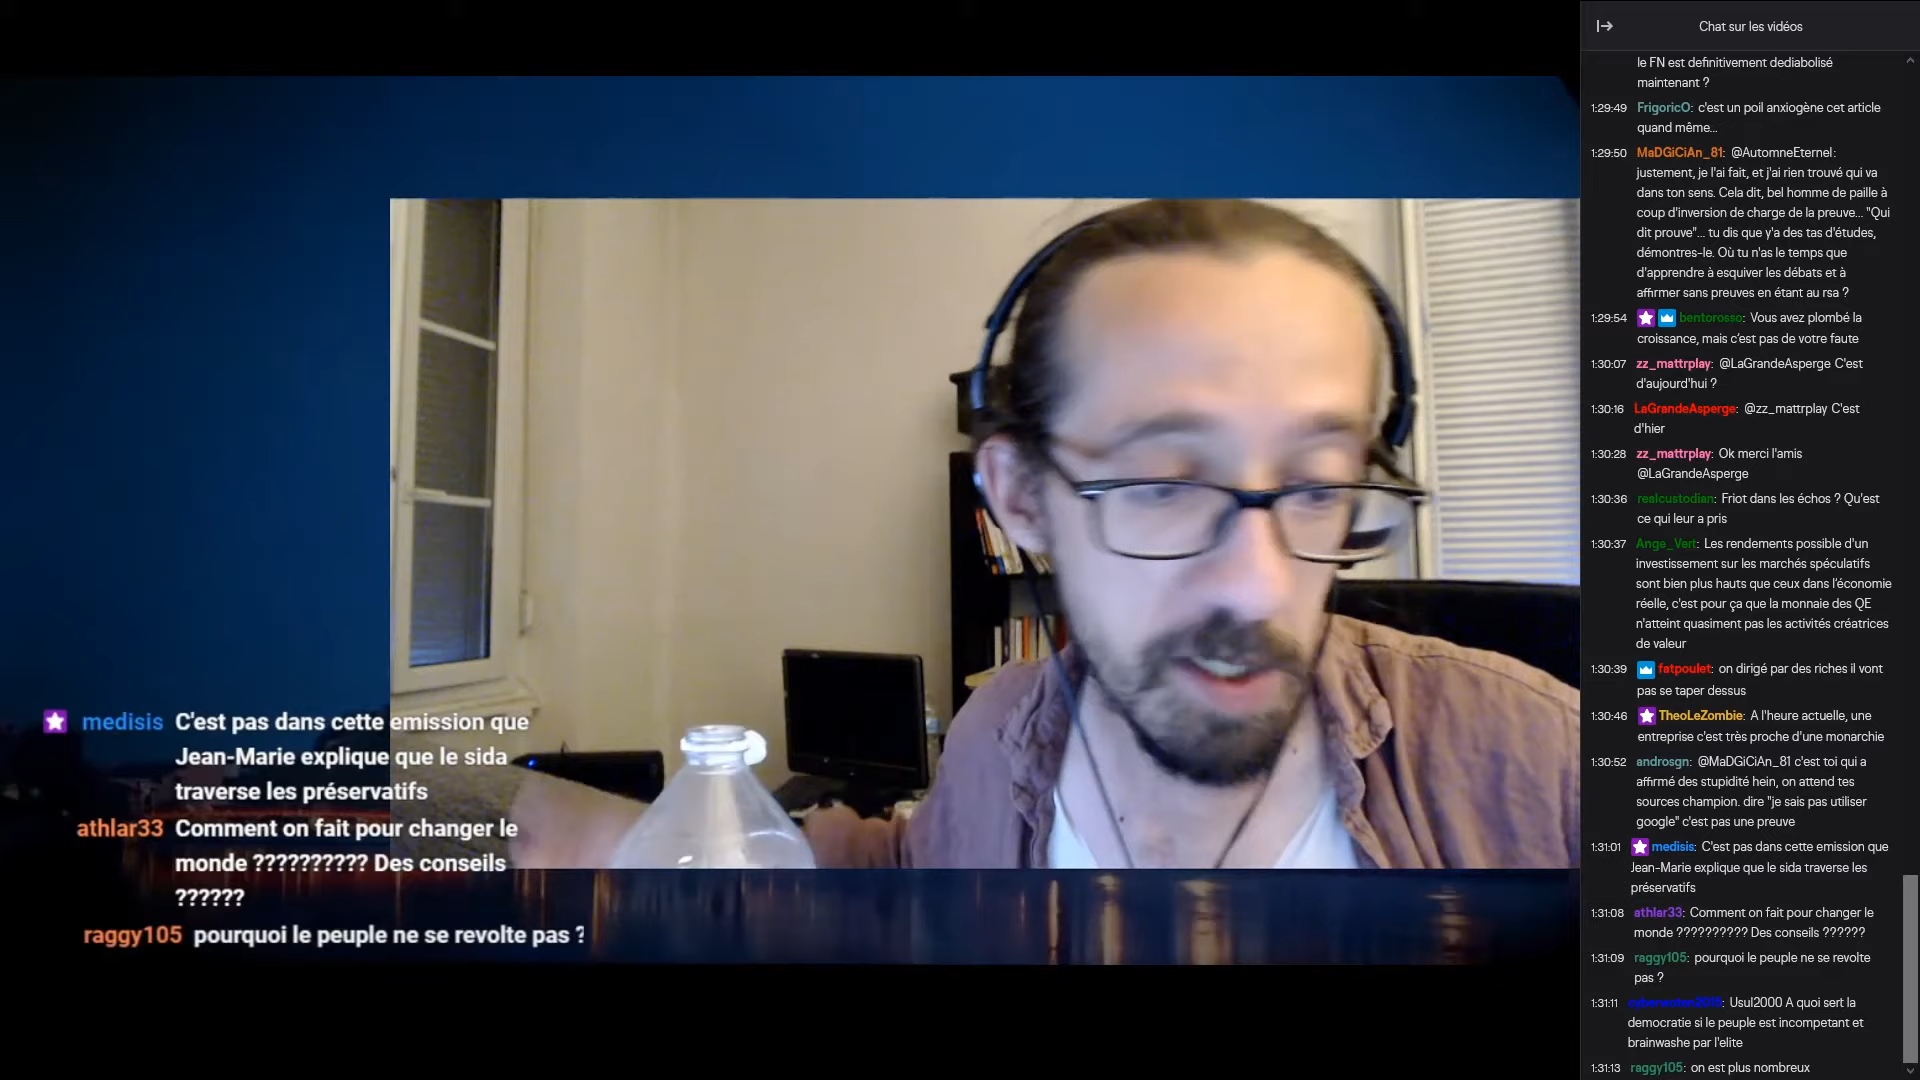 Chat sur les vidéos
le FN est definitivement dediabolisé
maintenant ?
1:29:49 FrigoricO: c'est un poil anxiogène cet article
quand même...
1:29:50 MaDGiCiAn_81: @AutomneEternel:
justement, je l'ai fait, et j'ai rien trouvé qui va
dans ton sens. Cela dit, bel homme de paille à
coup d'inversion de charge de la preuve... "Qui
dit prouve"... tu dis que y'a des tas d'études,
démontres-le. Où tu n'as le temps que
d'apprendre à esquiver les débats et à
affirmer sans preuves en étant au rsa ?
1:29:54 bentorosso: Vous avez plombé la
croissance, mais c'est pas de votre faute
1:30:07 zz_mattrplay: @LaGrandeAsperge C'est
d'aujourd'hui ?
1:30:16 LaGrandeAsperge: @zz_mattrplay C'est
d'hier
1:30:28 zz_mattrplay: Ok merci l'amis
@LaGrandeAsperge
1:30:36 realcustodian: Friot dans les échos ? Qu'est
ce qui leur a pris
1:30:37 Ange_Vert: Les rendements possible d'un
investissement sur les marchés spéculatifs
sont bien plus hauts que ceux dans l'économie
réelle, c'est pour ça que la monnaie des QE
n'atteint quasiment pas les activités créatrices
de valeur
1:30:39 fatpoulet: on dirigé par des riches il vont
pas se taper dessus
1:30:46 TheoLeZombie: A l'heure actuelle, une
entreprise c'est très proche d'une monarchie
1:30:52 androsgn: @MaDGiCiAn_81 c'est toi qui a
affirmé des stupidité hein, on attend tes
sources champion. dire "je sais pas utiliser
google" c'est pas une preuve
1:31:01 medisis: C'est pas dans cette emission que
Jean-Marie explique que le sida traverse les
préservatifs
1:31:08 athlar33: Comment on fait pour changer le
monde ?????????? Des conseils ??????
1:31:09 raggy105: pourquoi le peuple ne se revolte
pas ?
1:31:11 Usul2000 A quoi sert la
democratie si le peuple est incompetant et
brainwashe par l'elite
1:31:13 raggy105: on est plus nombreux
medisis C'est pas dans cette emission que
Jean-Marie explique que le sida
traverse les préservatifs
athlar33 Comment on fait pour changer le
monde ?????????? Des conseils
??????
raggy105 pourquoi le peuple ne se revolte pas ?